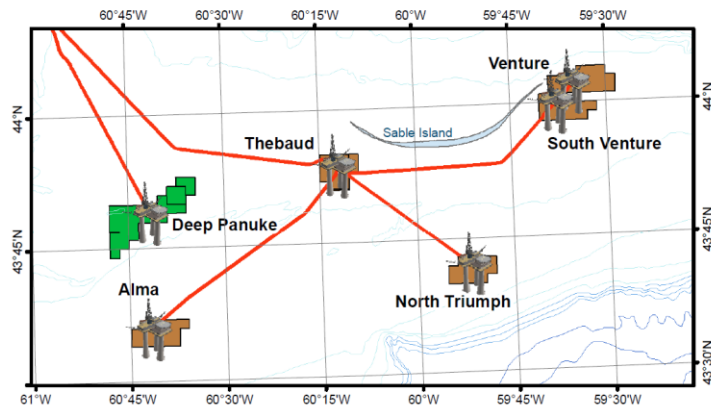 60°45'W 60°30'W 60°15'W 60°0'W 59°45'W 59°30'W
Venture
44°N
44°N
Sable Island
Thebaud
South Venture
Deep Panuke
43°45'N
43°45'N
Alma
North Triumph
43°30'N
61°W 60°45'W 60°30'W 60°15'W 60°0'W 59°45'W 59°30'W